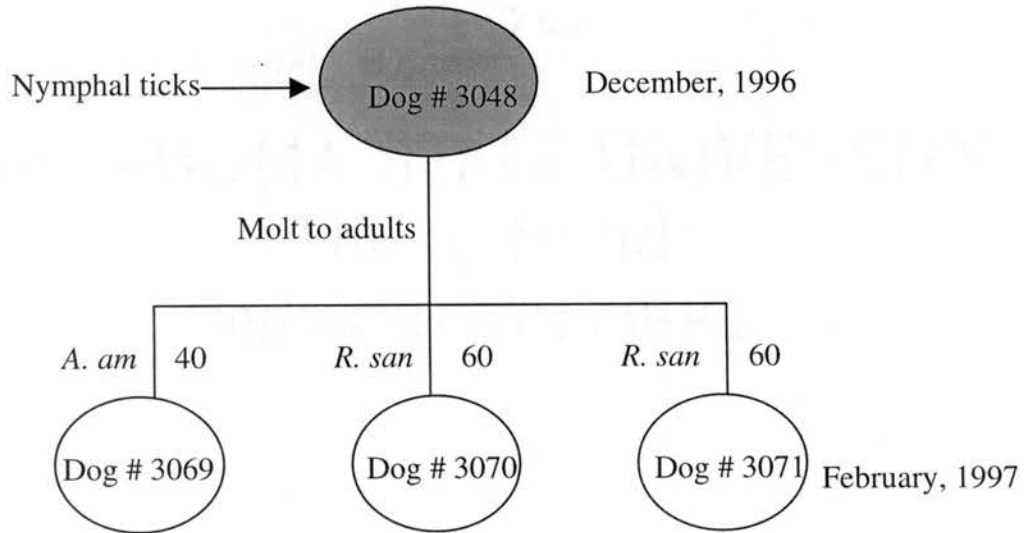 Nymphal ticks
Dog # 3048
December, 1996
Molt to adults
A. am 40
R. san 60
R. san 60
Dog # 3069
Dog # 3070
Dog # 3071
February, 1997